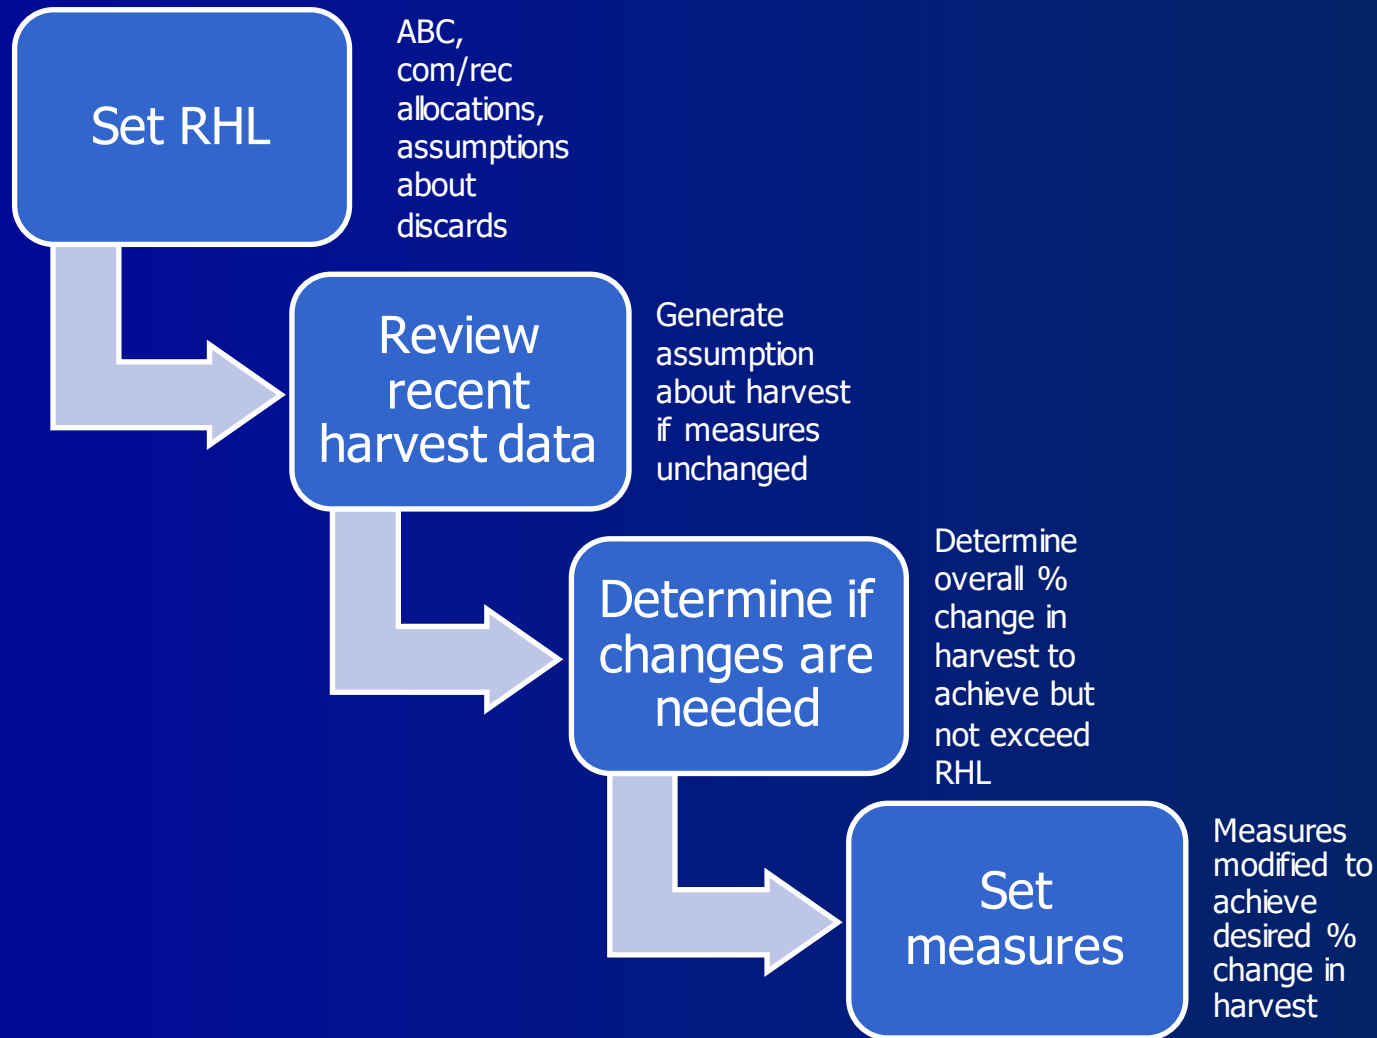 Set RHL
ABC,
com/rec
allocations,
assumptions
about
discards
Review
recent
harvest data
Generate
assumption
about harvest
if measures
unchanged
Determine if
changes are
needed
Determine
overall %
change in
harvest to
achieve but
not exceed
RHL
Set
measures
Measures
modified to
achieve
desired %
change in
harvest